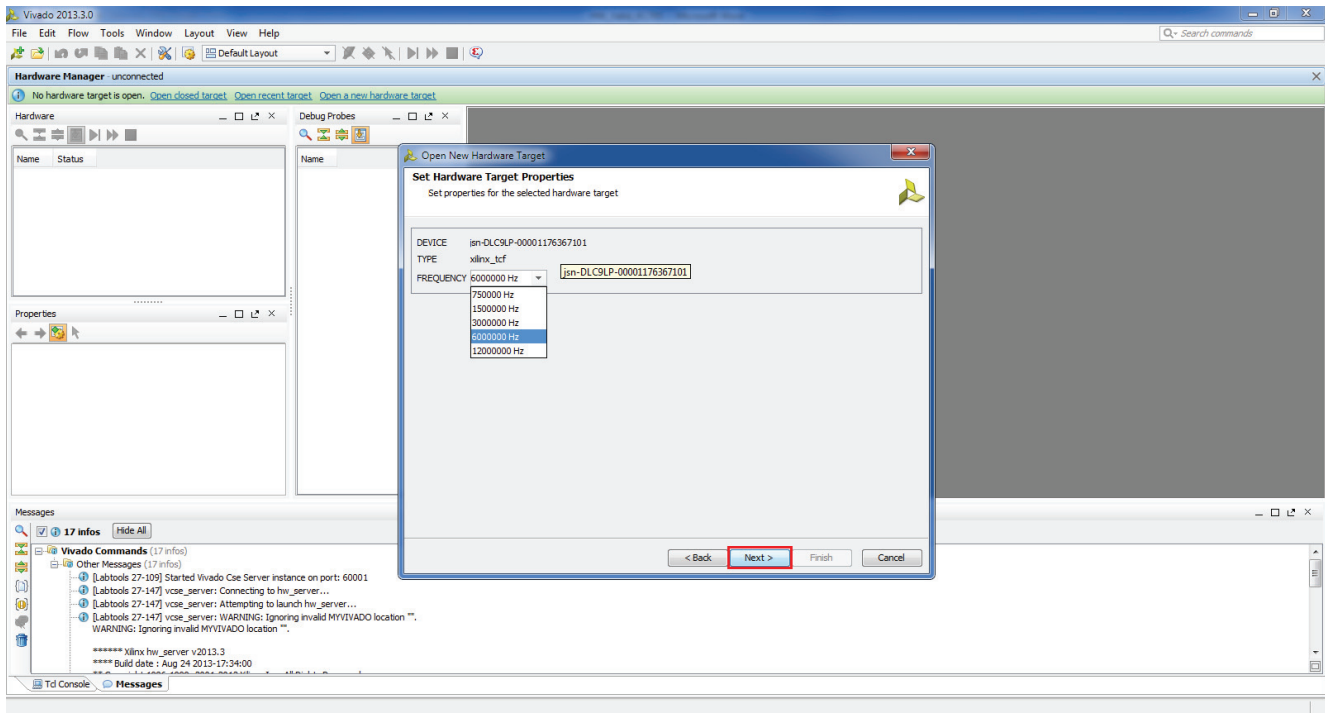 Vivado 2013.3.0
File Edit Flow Tools Window Layout View Help
Search commands
Default Layout
Hardware Manager - unconnected
No hardware target is open. Open closed target Open recent target Open a new hardware target
Hardware
Debug Probes
Name Status
Name
Open New Hardware Target
Set Hardware Target Properties
Set properties for the selected hardware target
DEVICE jsn-DLC9LP-00001176367101
TYPE xilinx_tcf
FREQUENCY 6000000 Hz
jsn-DLC9LP-00001176367101
750000 Hz
1500000 Hz
3000000 Hz
6000000 Hz
12000000 Hz
Properties
< Back Next > Finish Cancel
Messages
17 infos Hide All
Vivado Commands (17 infos)
Other Messages (17 infos)
[Labtools 27-109] Started Vivado Cse Server instance on port: 60001
[Labtools 27-147] vcse_server: Connecting to hw_server...
[Labtools 27-147] vcse_server: Attempting to launch hw_server...
[Labtools 27-147] vcse_server: WARNING: Ignoring invalid MYVIVADO location "".
WARNING: Ignoring invalid MYVIVADO location "".
****** Xilinx hw_server v2013.3
**** Build date : Aug 24 2013-17:34:00
Tcl Console Messages